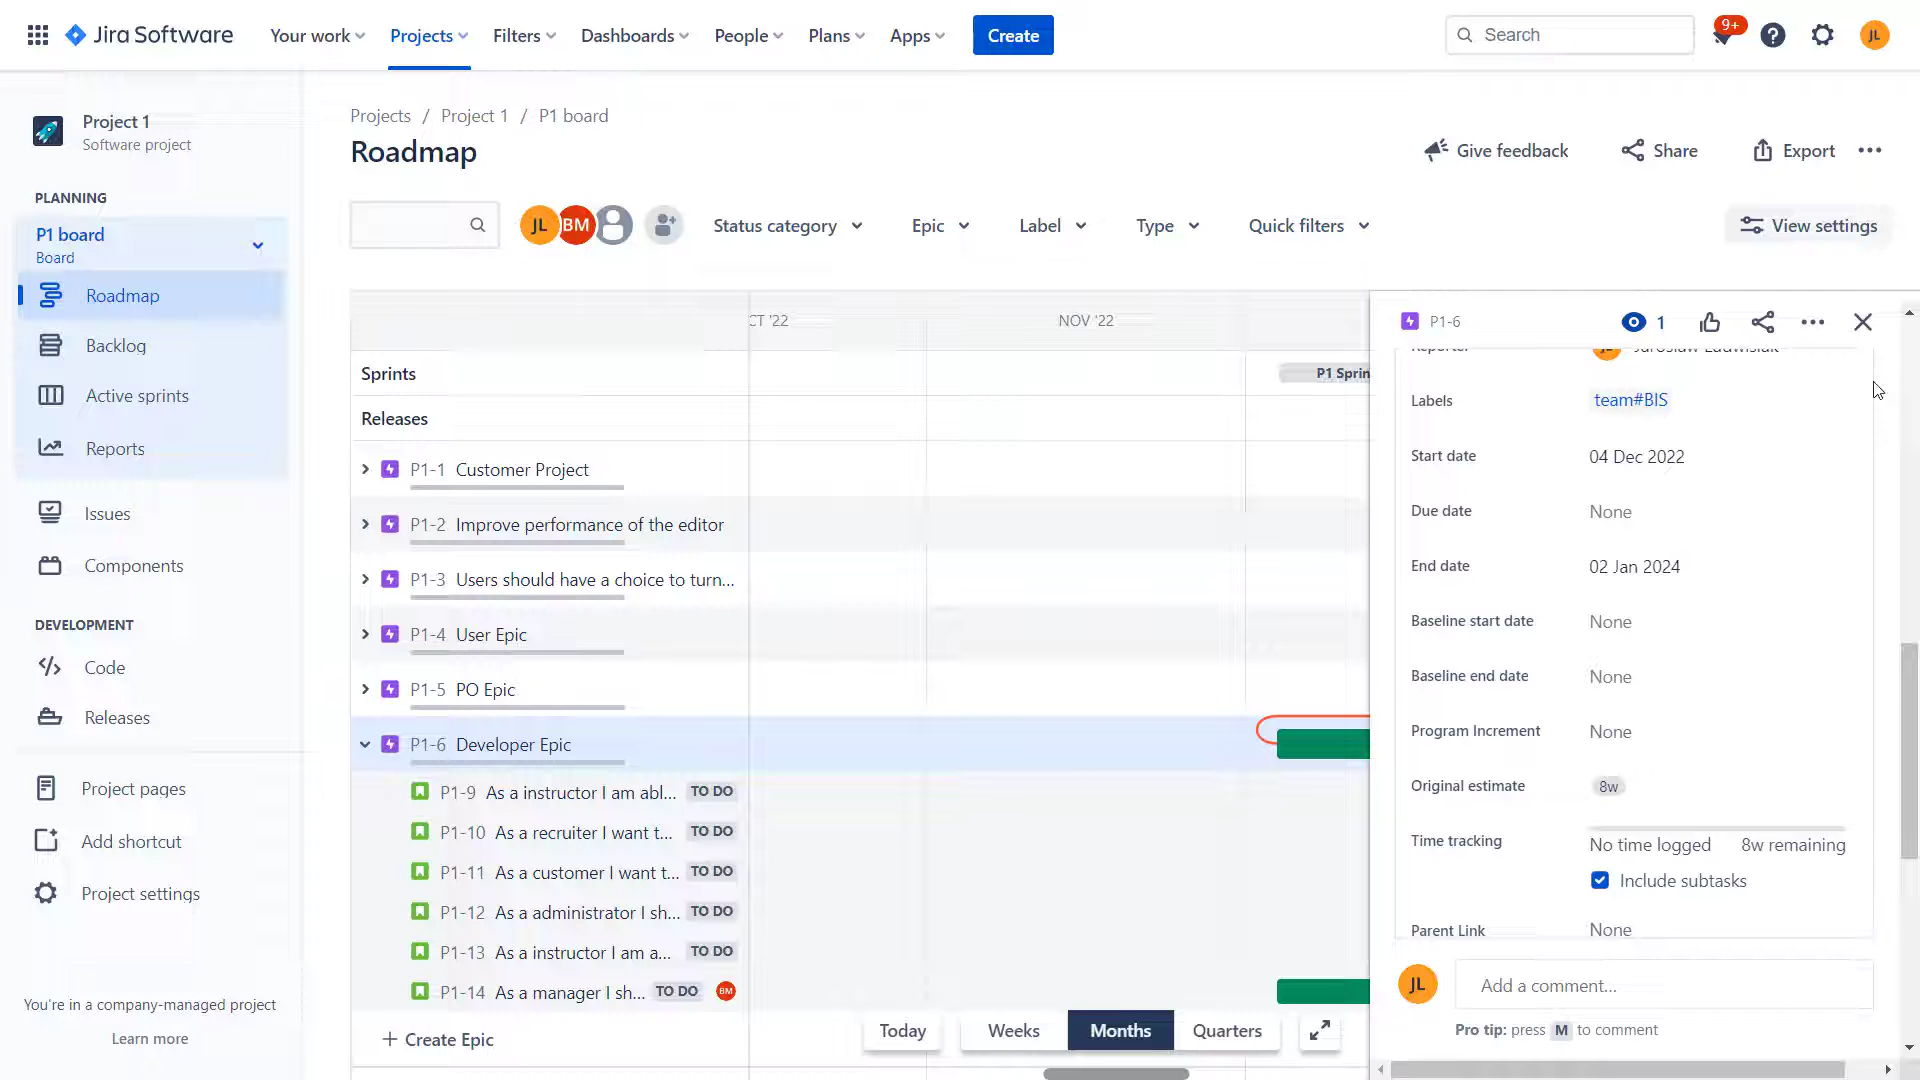 Jira Software
Your work
Projects
Filters
Dashboards
People
Plans
Apps
Create
Search
9+
JL
Project 1
Software project
PLANNING
P1 board
Board
Roadmap
Backlog
Active sprints
Reports
Issues
Components
DEVELOPMENT
Code
Releases
Project pages
Add shortcut
Project settings
You're in a company-managed project
Learn more
Projects / Project 1 / P1 board
Roadmap
Give feedback
Share
Export
JL
BM
Status category
Epic
Label
Type
Quick filters
View settings
CT '22
NOV '22
Sprints
P1 Sprin
Releases
P1-1 Customer Project
P1-2 Improve performance of the editor
P1-3 Users should have a choice to turn...
P1-4 User Epic
P1-5 PO Epic
P1-6 Developer Epic
P1-9 As a instructor I am abl... TO DO
P1-10 As a recruiter I want t... TO DO
P1-11 As a customer I want t... TO DO
P1-12 As a administrator I sh... TO DO
P1-13 As a instructor I am a... TO DO
P1-14 As a manager I sh... TO DO BM
+ Create Epic
Today
Weeks
Months
Quarters
P1-6
1
Reporter
Labels team#BIS
Start date 04 Dec 2022
Due date None
End date 02 Jan 2024
Baseline start date None
Baseline end date None
Program Increment None
Original estimate 8w
Time tracking
No time logged 8w remaining
Include subtasks
Parent Link None
JL
Add a comment...
Pro tip: press M to comment